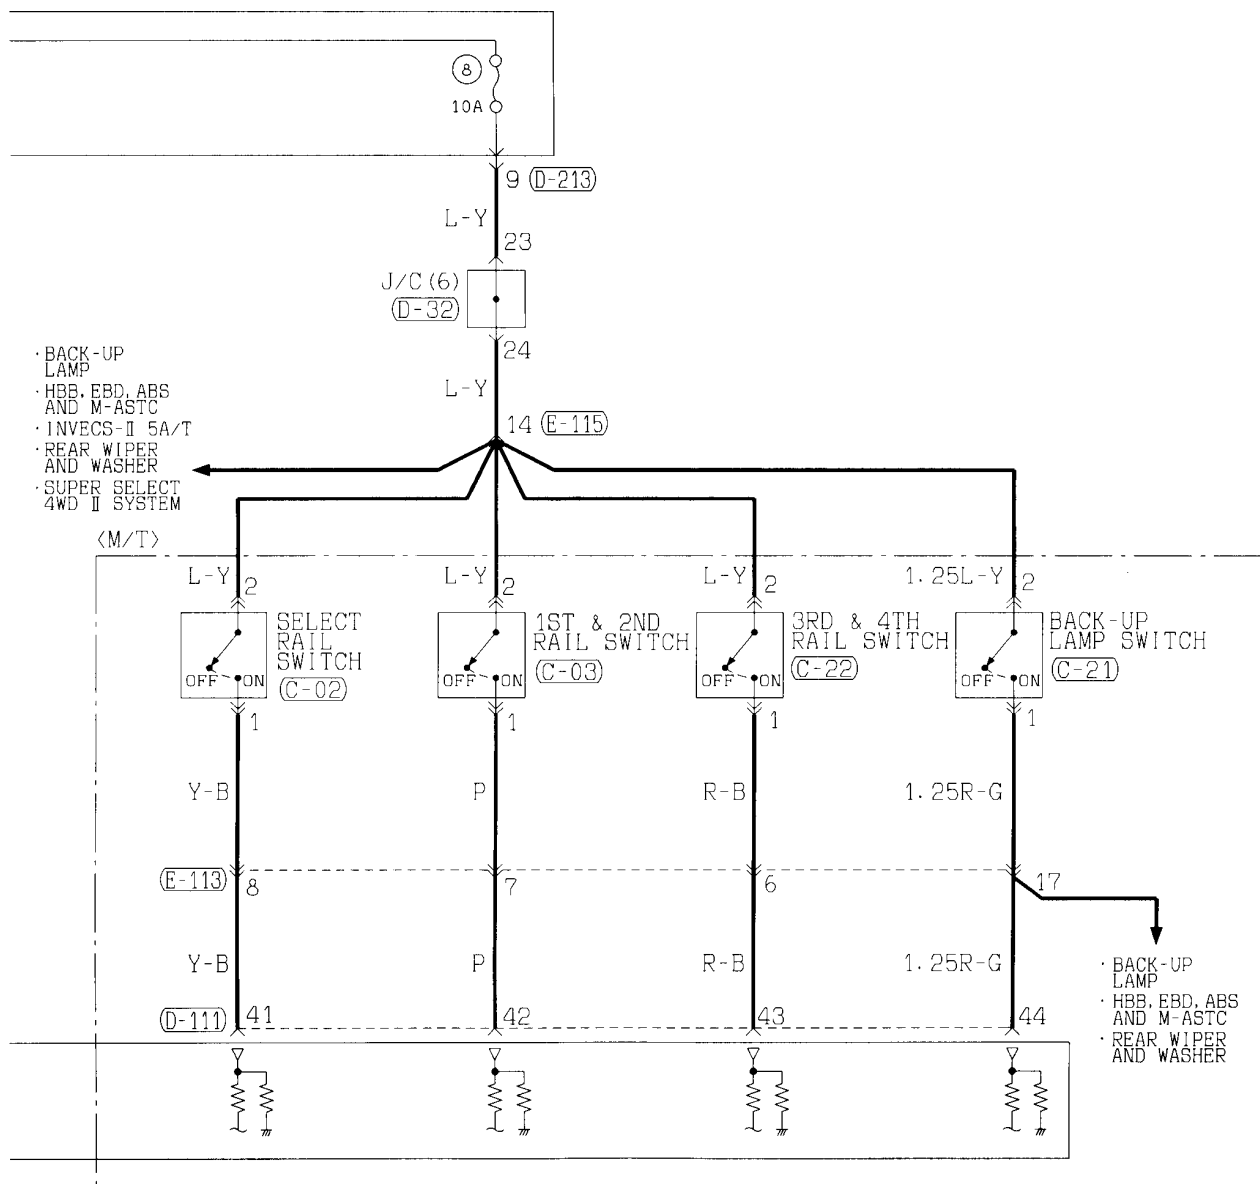 8
10A
9 D-213
L-Y
23
J/C(6)
D-32
24
L-Y
14 E-115
·BACK-UP
LAMP
·HBB,EBD,ABS
AND M-ASTC
·INVECS-Ⅱ 5A/T
·REAR WIPER
AND WASHER
·SUPER SELECT
4WD Ⅱ SYSTEM
〈M/T〉
L-Y 2
L-Y 2
L-Y 2
1.25L-Y 2
SELECT
RAIL
SWITCH
C-02
OFF ON
1ST & 2ND
RAIL SWITCH
C-03
OFF ON
3RD & 4TH
RAIL SWITCH
C-22
OFF ON
BACK-UP
LAMP SWITCH
C-21
OFF ON
1
1
1
1
Y-B
P
R-B
1.25R-G
E-113 8
7
6
17
Y-B
P
R-B
1.25R-G
·BACK-UP
LAMP
·HBB,EBD,ABS
AND M-ASTC
·REAR WIPER
AND WASHER
D-111 41
42
43
44